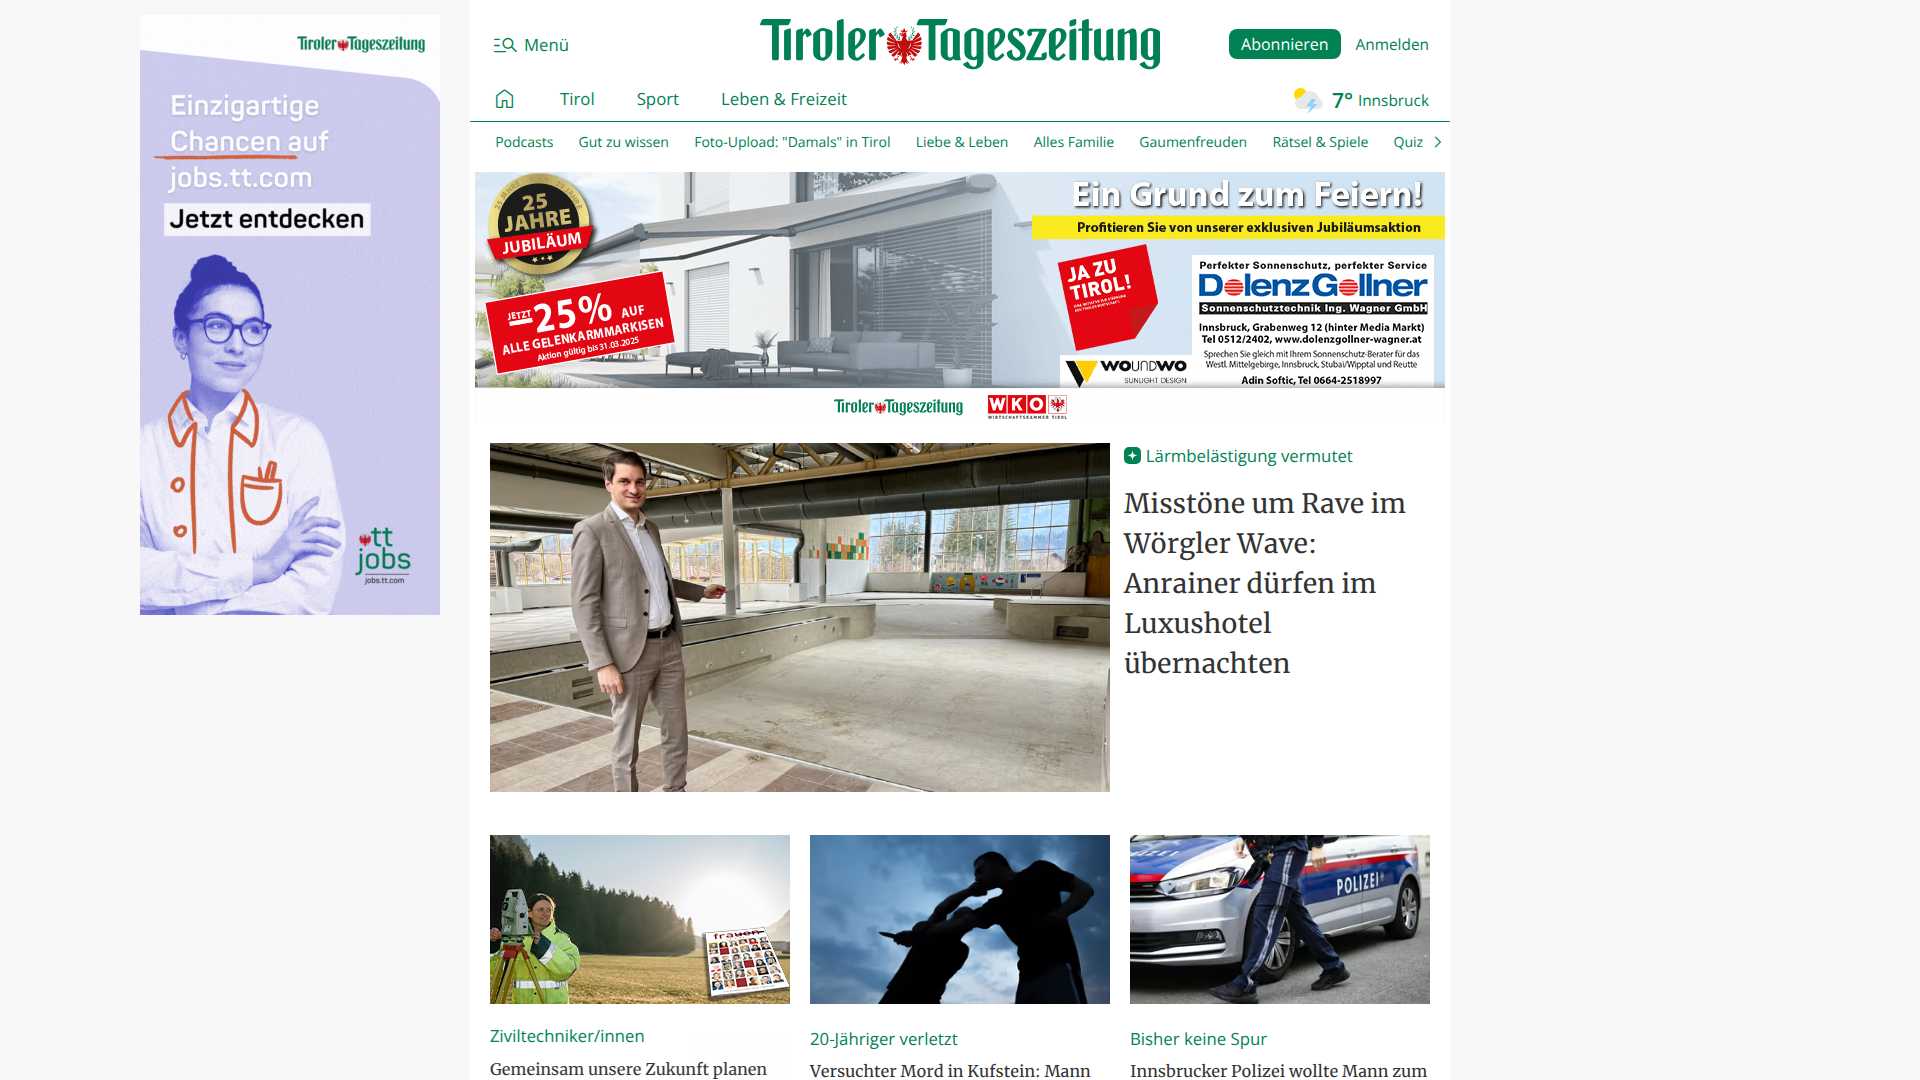 Tiroler Tageszeitung
Einzigartige
Chancen auf
jobs.tt.com
Jetzt entdecken
tt
jobs
jobs.tt.com
Menü
Tiroler Tageszeitung
Abonnieren
Anmelden
Tirol
Sport
Leben & Freizeit
7° Innsbruck
Podcasts
Gut zu wissen
Foto-Upload: "Damals" in Tirol
Liebe & Leben
Alles Familie
Gaumenfreuden
Rätsel & Spiele
Quiz
25
JAHRE
JUBILÄUM
JETZT
–25% AUF
ALLE GELENKARMMARKISEN
Aktion gültig bis 31.03.2025
Ein Grund zum Feiern!
Profitieren Sie von unserer exklusiven Jubiläumsaktion
JA ZU
TIROL!
WOUNDWO
SUNLIGHT DESIGN
Perfekter Sonnenschutz, perfekter Service
Dolenz Gollner
Sonnenschutztechnik Ing. Wagner GmbH
Innsbruck, Grabenweg 12 (hinter Media Markt)
Tel 0512/2402, www.dolenzgollner-wagner.at
Sprechen Sie gleich mit Ihrem Sonnenschutz-Berater für das
Westl. Mittelgebirge, Innsbruck, Stubai/Wipptal und Reutte
Adin Softic, Tel 0664-2518997
Tiroler Tageszeitung
WKO
WIRTSCHAFTSKAMMER TIROL
Lärmbelästigung vermutet
Misstöne um Rave im
Wörgler Wave:
Anrainer dürfen im
Luxushotel
übernachten
frauen
POLIZEI
Ziviltechniker/innen
Gemeinsam unsere Zukunft planen
20-Jähriger verletzt
Versuchter Mord in Kufstein: Mann
Bisher keine Spur
Innsbrucker Polizei wollte Mann zum